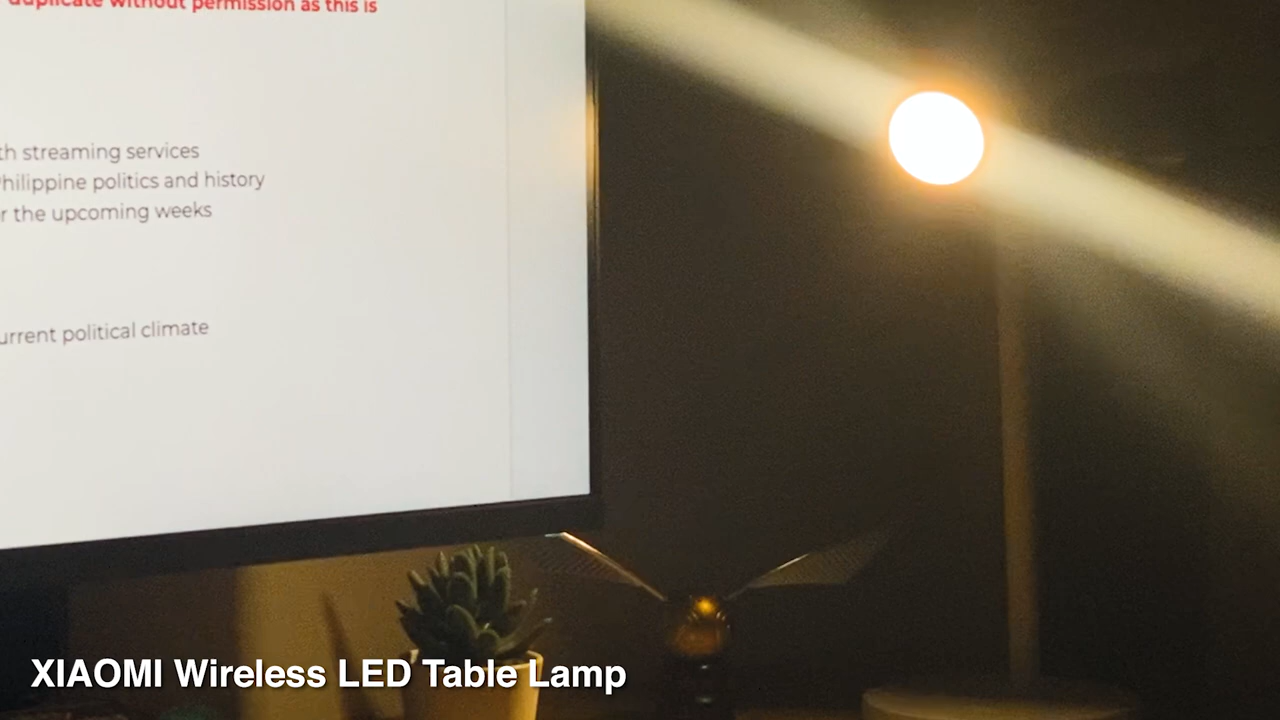 duplicate without permission as this is
th streaming services
Philippine politics and history
r the upcoming weeks
urrent political climate
XIAOMI Wireless LED Table Lamp